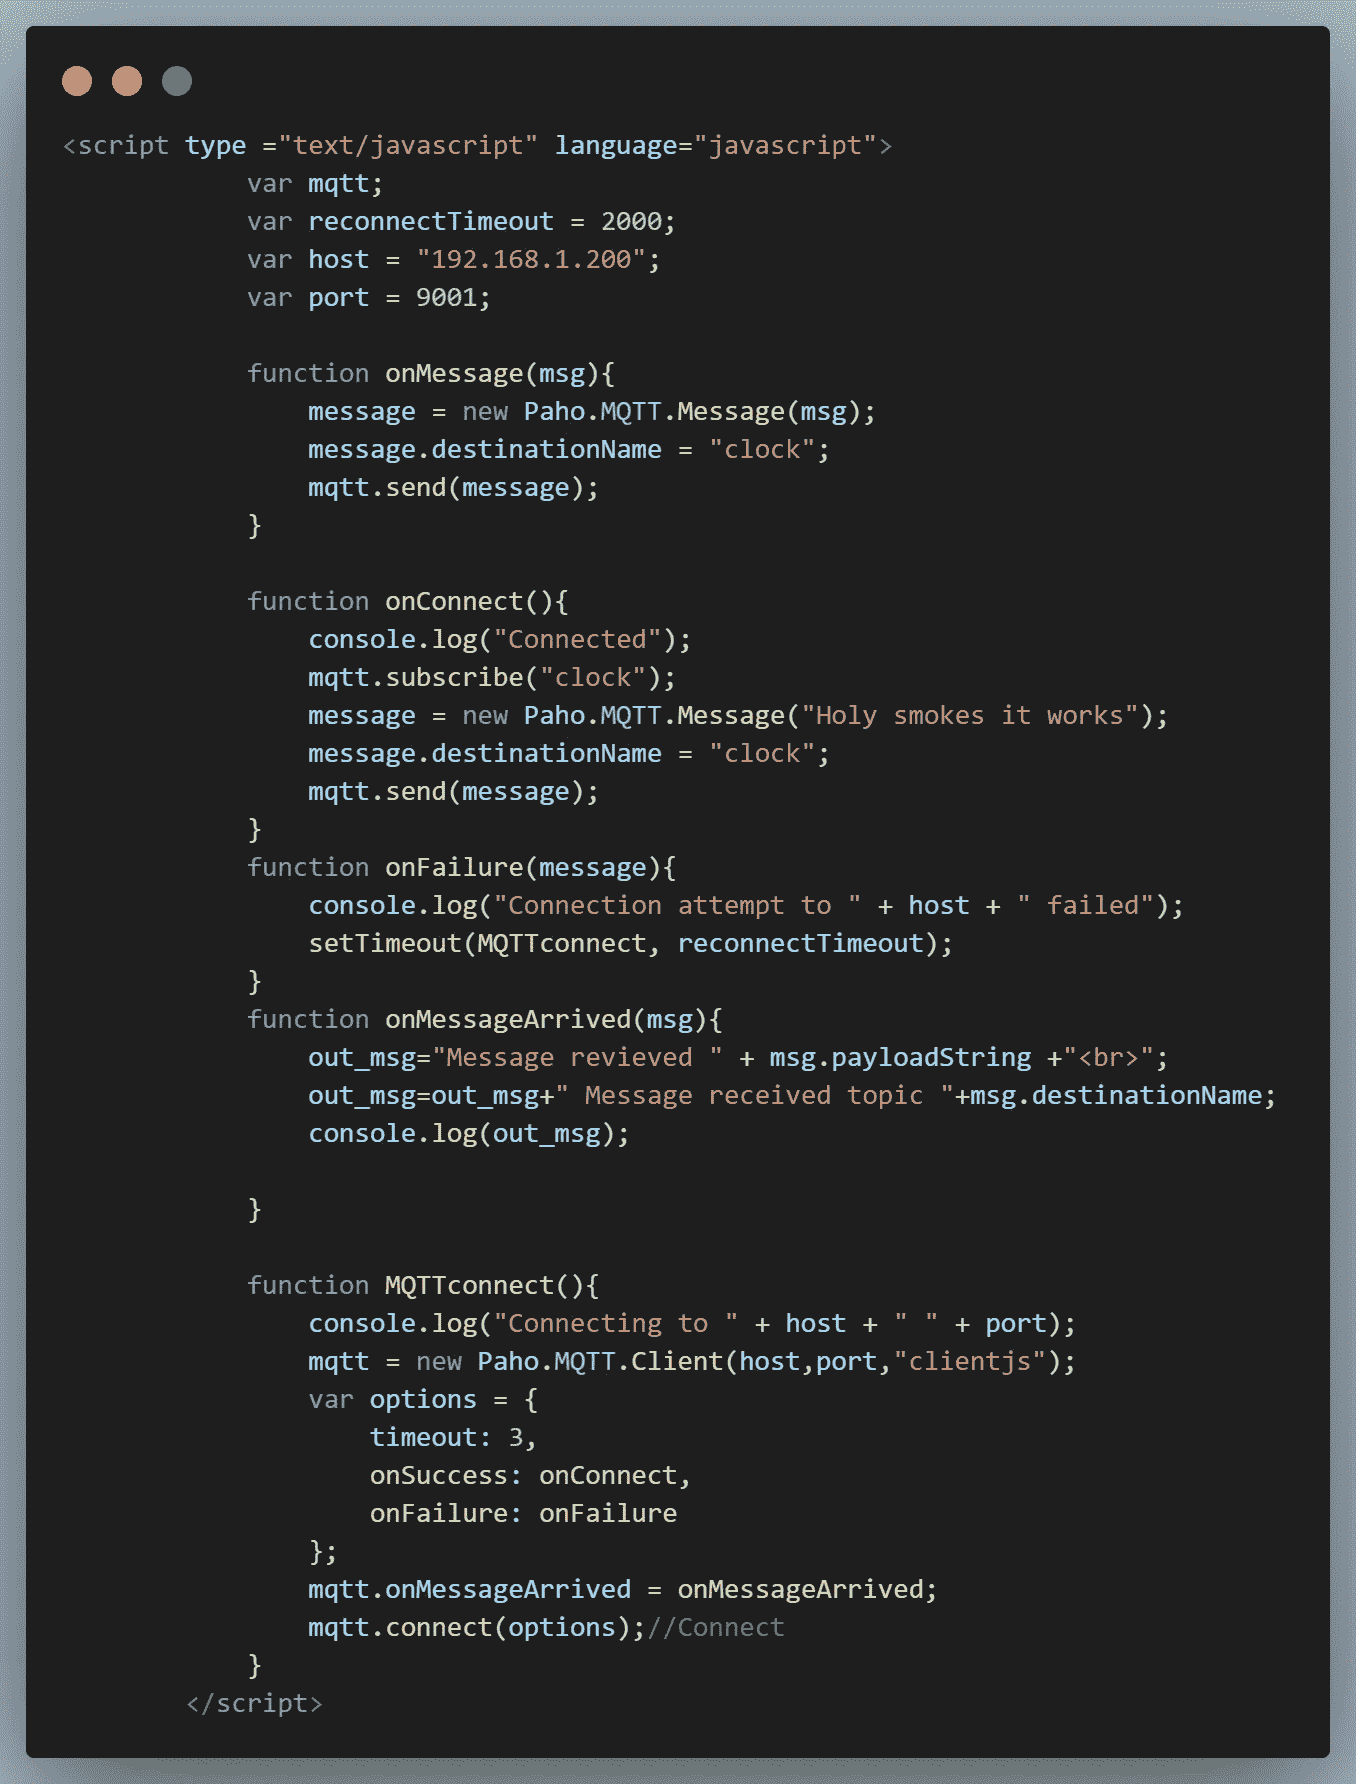 <script type ="text/javascript" language="javascript">
var mqtt;
var reconnectTimeout = 2000;
var host = "192.168.1.200";
var port = 9001;
function onMessage(msg){
message = new Paho.MQTT.Message(msg);
message.destinationName = "clock";
mqtt.send(message);
}
function onConnect(){
console.log("Connected");
mqtt.subscribe("clock");
message = new Paho.MQTT.Message("Holy smokes it works");
message.destinationName = "clock";
mqtt.send(message);
}
function onFailure(message){
console.log("Connection attempt to " + host + " failed");
setTimeout(MQTTconnect, reconnectTimeout);
}
function onMessageArrived(msg){
out_msg="Message revieved " + msg.payloadString +"<br>";
out_msg=out_msg+" Message received topic "+msg.destinationName;
console.log(out_msg);
}
function MQTTconnect(){
console.log("Connecting to " + host + " " + port);
mqtt = new Paho.MQTT.Client(host,port,"clientjs");
var options = {
timeout: 3,
onSuccess: onConnect,
onFailure: onFailure
};
mqtt.onMessageArrived = onMessageArrived;
mqtt.connect(options);//Connect
}
</script>